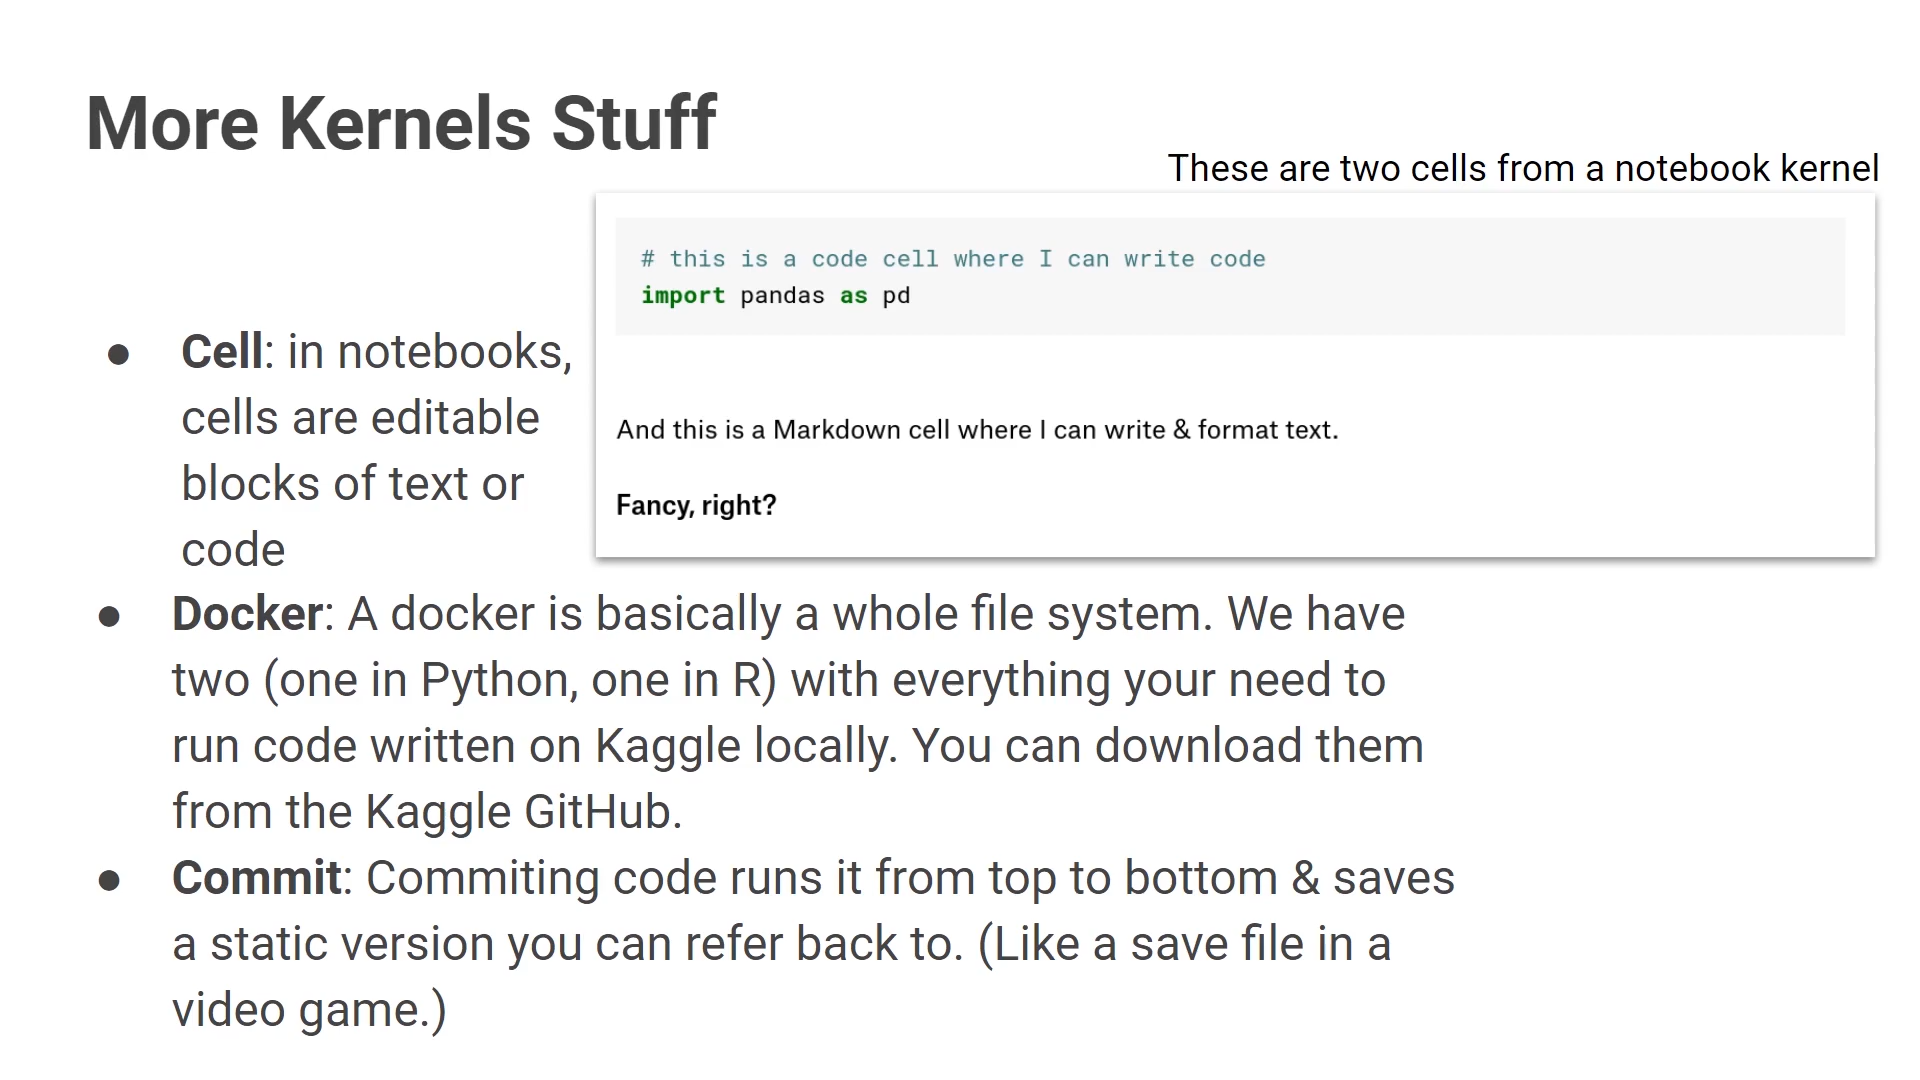 More Kernels Stuff
These are two cells from a notebook kernel
# this is a code cell where I can write code
import pandas as pd
And this is a Markdown cell where I can write & format text.
Fancy, right?
● Cell: in notebooks,
cells are editable
blocks of text or
code
● Docker: A docker is basically a whole file system. We have
two (one in Python, one in R) with everything your need to
run code written on Kaggle locally. You can download them
from the Kaggle GitHub.
● Commit: Commiting code runs it from top to bottom & saves
a static version you can refer back to. (Like a save file in a
video game.)